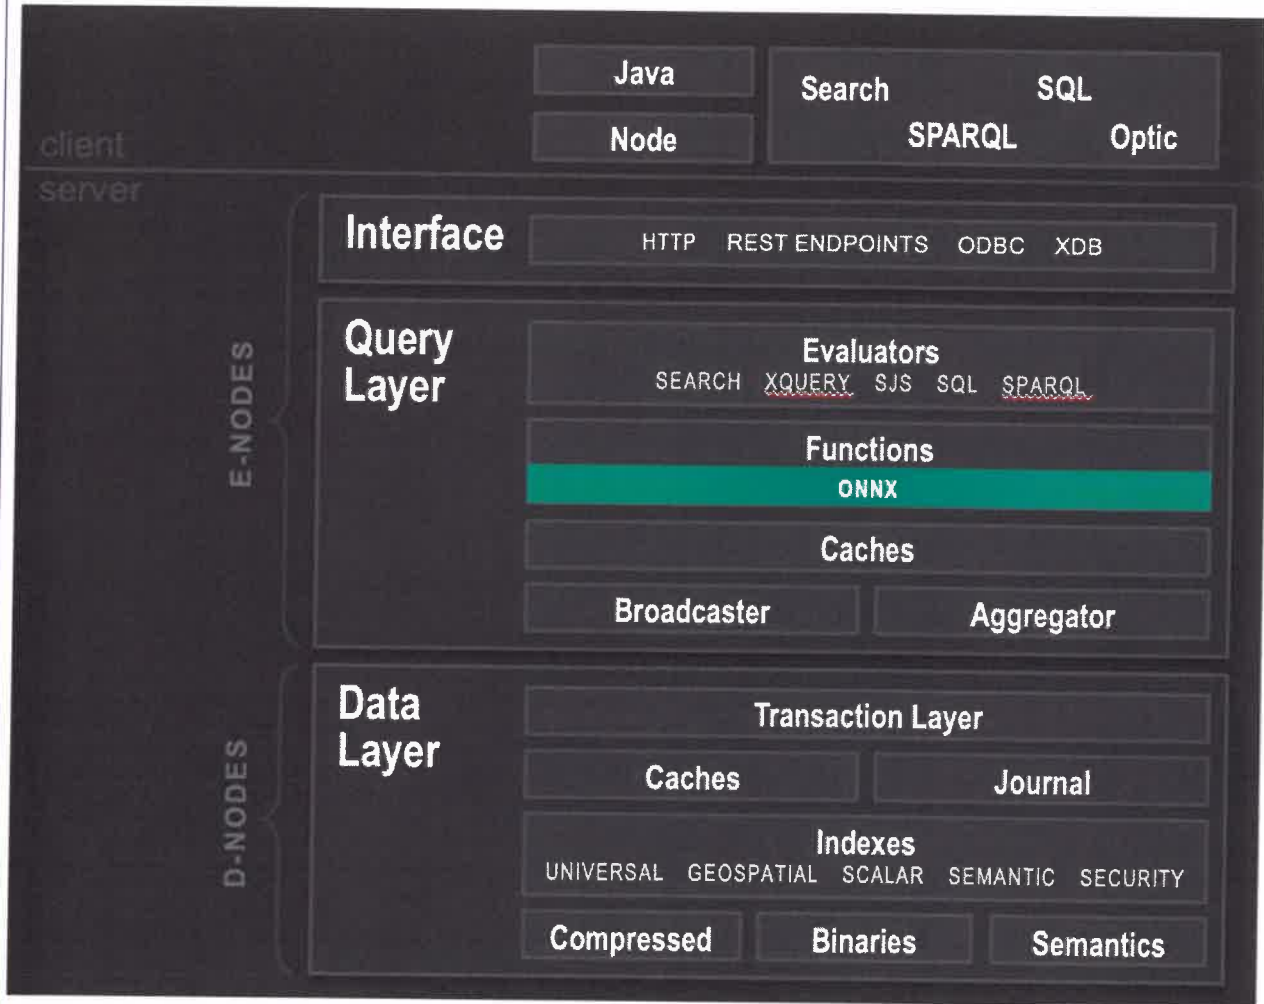 Java
Node
Search SQL
SPARQL Optic
client
server
Interface
HTTP REST ENDPOINTS ODBC XDB
E-NODES
Query
Layer
Evaluators
SEARCH XQUERY SJS SQL SPARQL
Functions
ONNX
Caches
Broadcaster Aggregator
D-NODES
Data
Layer
Transaction Layer
Caches Journal
Indexes
UNIVERSAL GEOSPATIAL SCALAR SEMANTIC SECURITY
Compressed Binaries Semantics